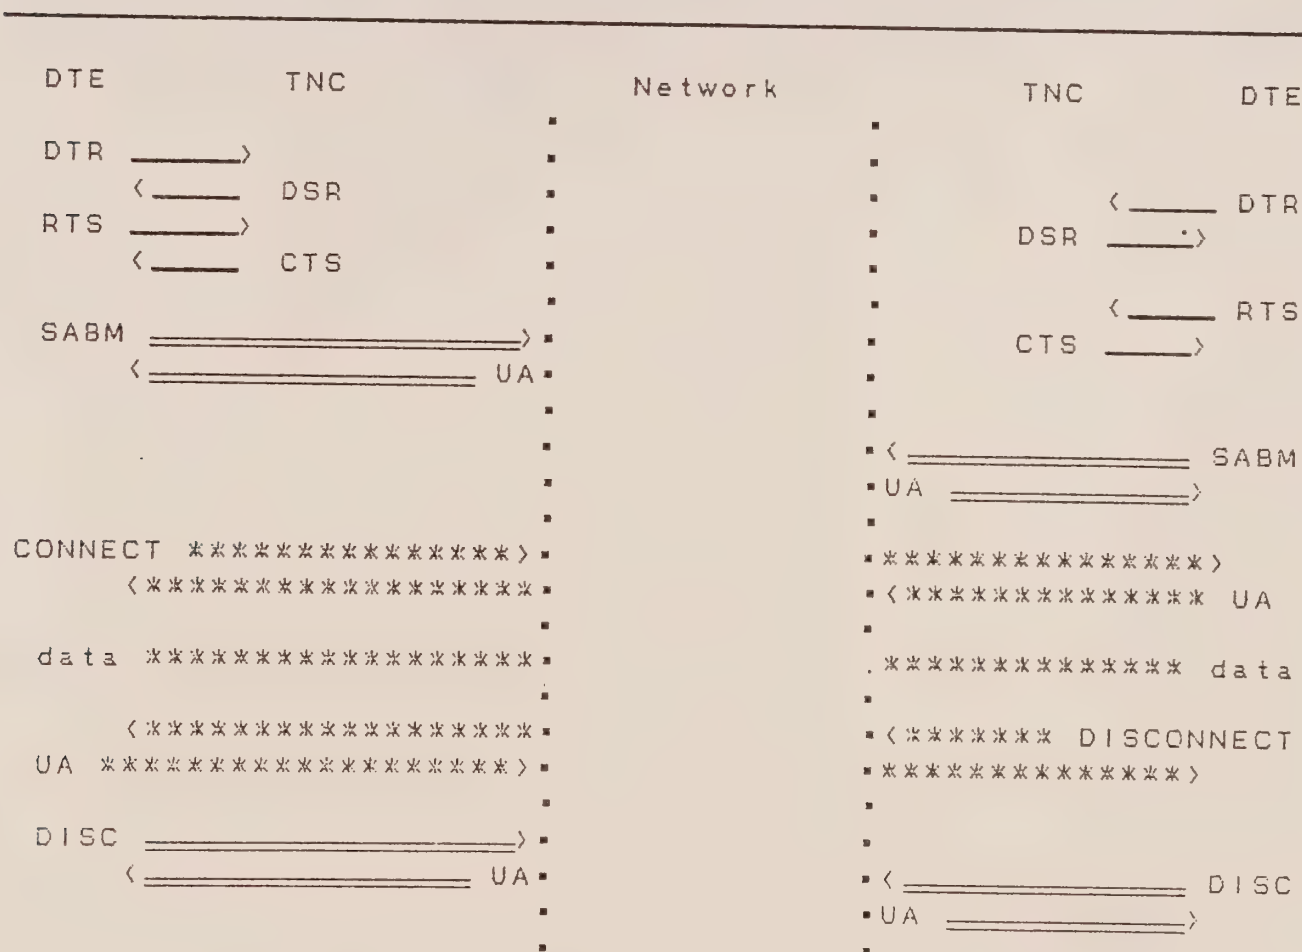 DTE TNC Network TNC DTE
DTR ———>
<——— DSR
<——— DTR
RTS ———>
DSR ———>
<——— CTS
<——— RTS
SABM ═══════════>
CTS ———>
<══════════ UA
<════════ SABM
UA ═══════>
CONNECT ***************>
**************>
<******************
<************** UA
data ******************
************** data
<******************
<******* DISCONNECT
UA *******************>
**************>
DISC ═══════════>
<══════════ UA
<════════ DISC
UA ═══════>